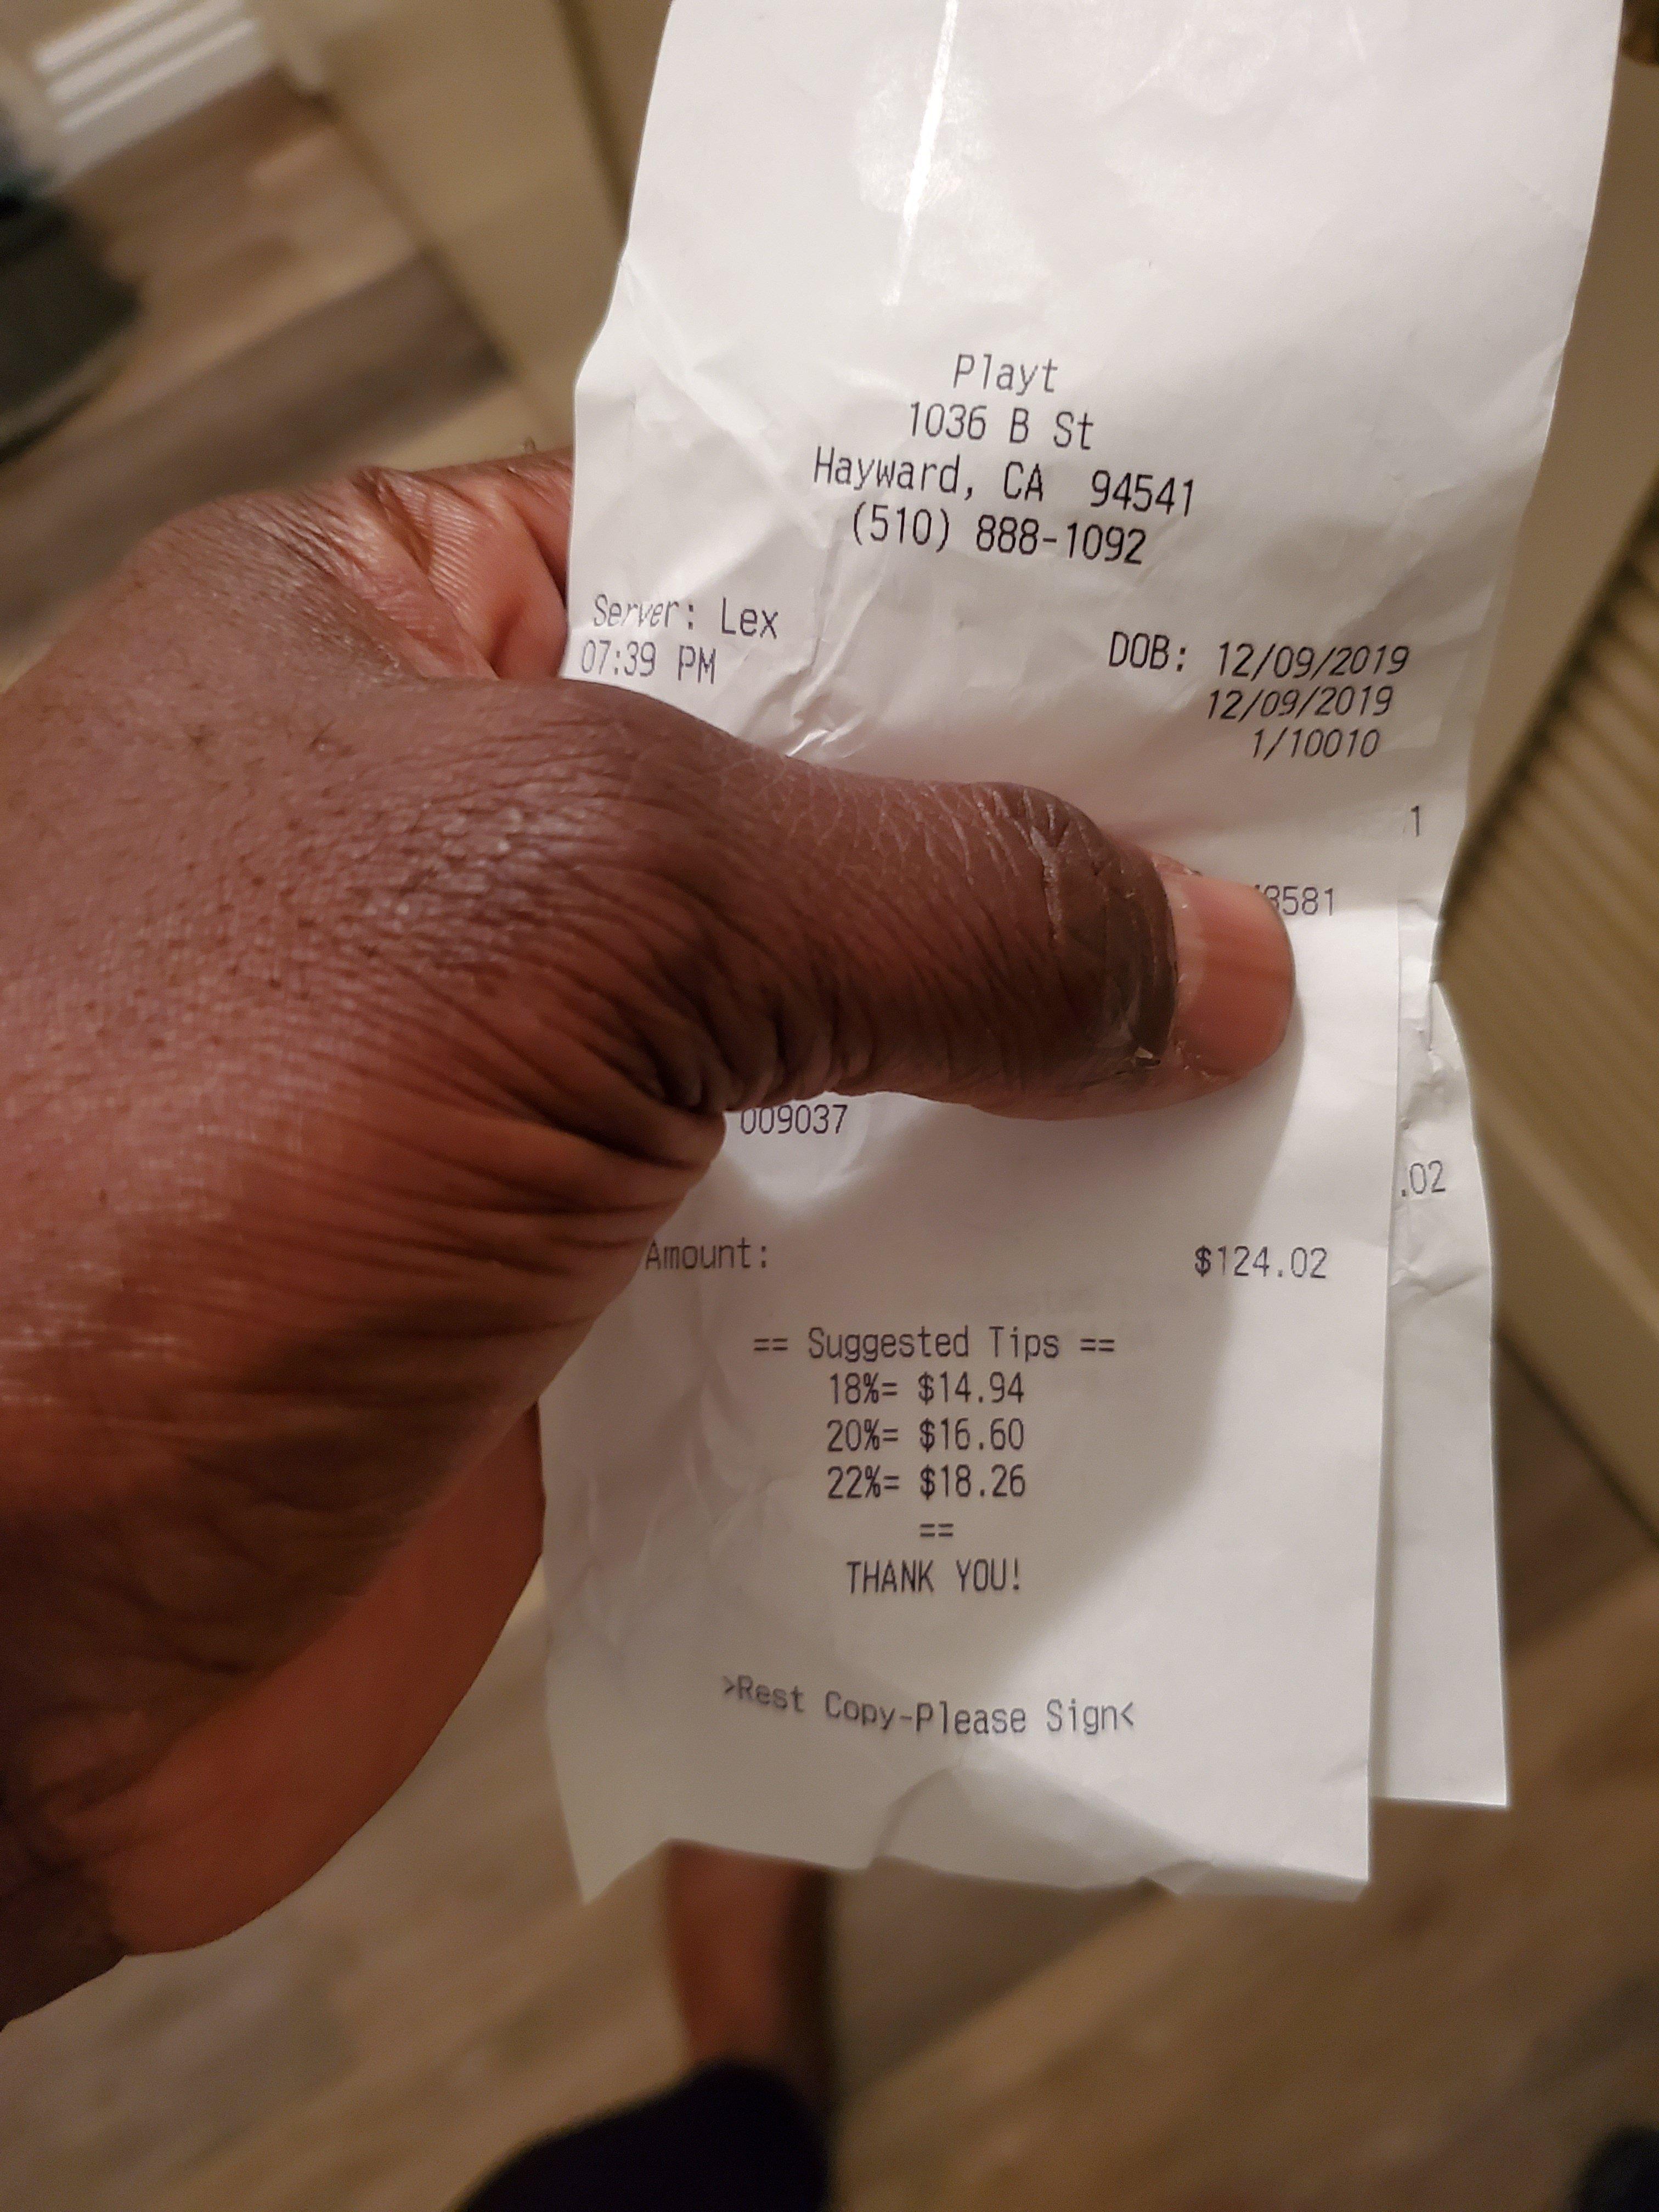 Playt
1036 B St
Hayward, CA 94541
(510) 888-1092
Server: Lex
DOB: 12/09/2019
07:39 PM
12/09/2019
1/10010
1
3581
009037
.02
Amount: $124.02
== Suggested Tips ==
18%= $14.94
20%= $16.60
22%= $18.26
==
THANK YOU!
>Rest Copy-Please Sign<